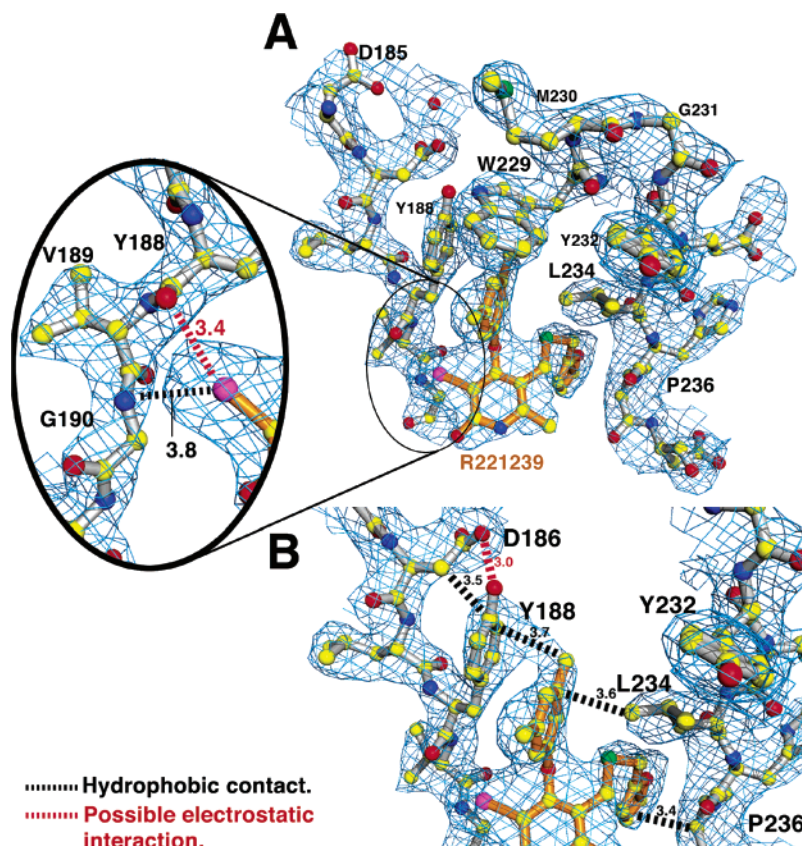 A
D185
M230
G231
W229
Y188
Y188
V189
Y232
L234
3.4
G190
3.8
P236
R221239
B
D186
3.0
3.5
Y188
Y232
3.7
L234
3.6
Hydrophobic contact.
Possible electrostatic
interaction.
3.4
P236